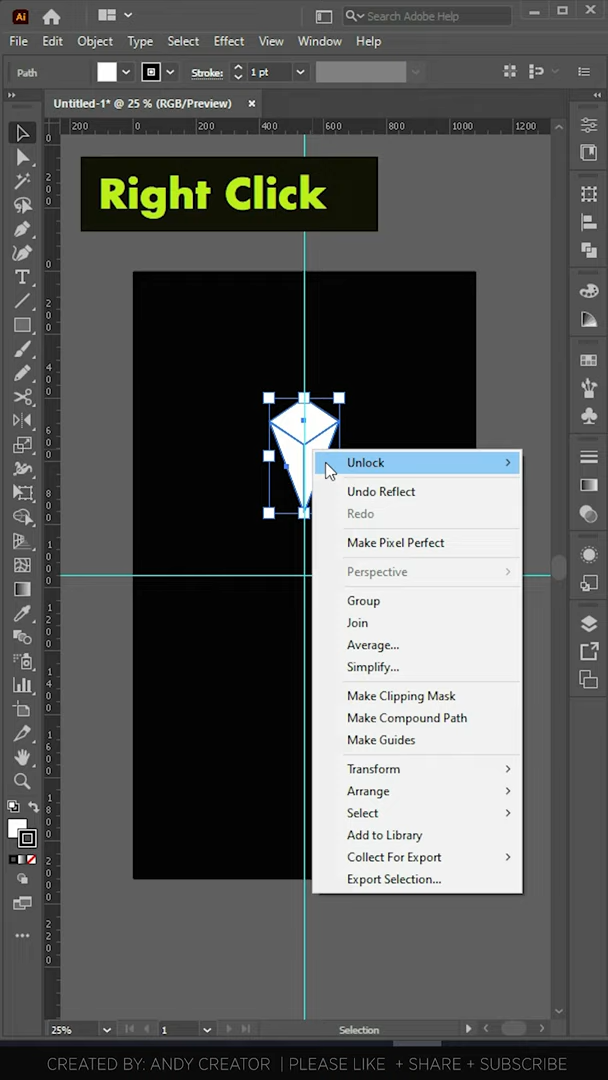 Ai
Search Adobe Help
File Edit Object Type Select Effect View Window Help
Path
Stroke:
1 pt
Untitled-1* @ 25 % (RGB/Preview)
200 0 200 400 600 800 1000 1200
Right Click
Unlock
Undo Reflect
Redo
Make Pixel Perfect
Perspective
Group
Join
Average...
Simplify...
Make Clipping Mask
Make Compound Path
Make Guides
Transform
Arrange
Select
Add to Library
Collect For Export
Export Selection...
25%
1
Selection
CREATED BY: ANDY CREATOR | PLEASE LIKE + SHARE + SUBSCRIBE